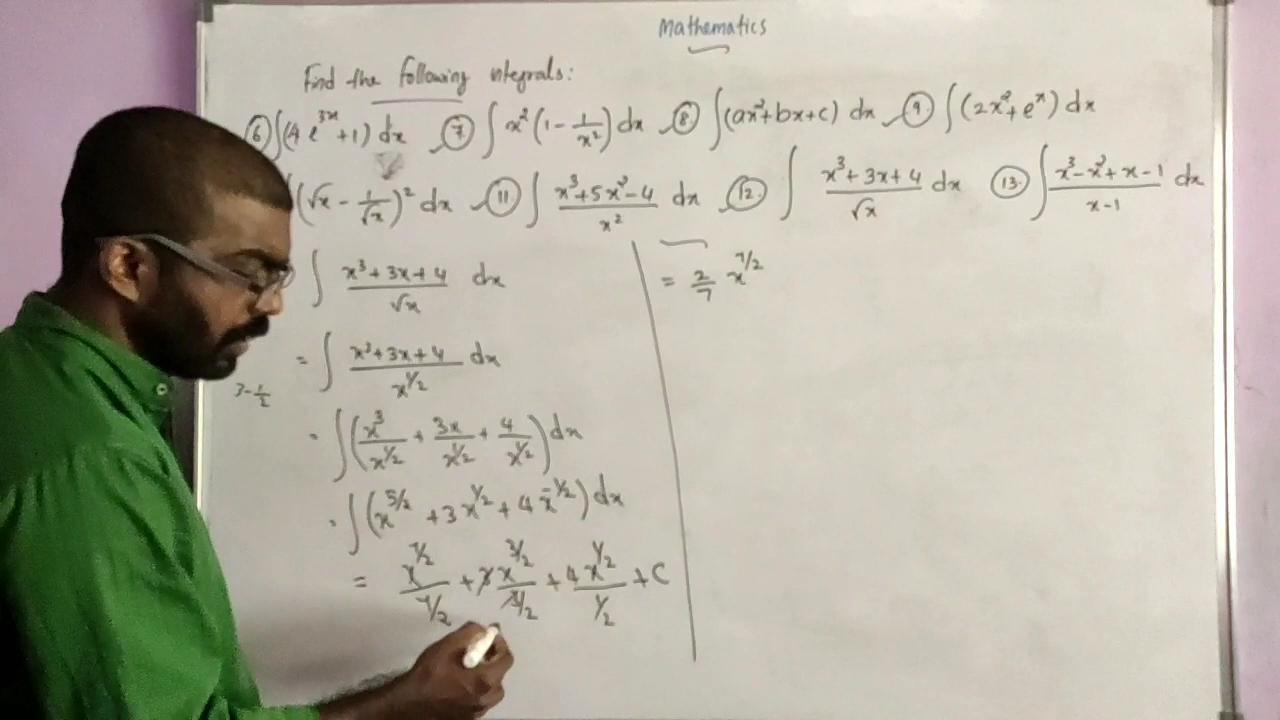 Mathematics
Find the following integrals:
⑥ ∫(4e^{3x}+1) dx ⑦ ∫ x²(1 - 1/x²) dx ⑧ ∫(ax²+bx+c) dx ⑨ ∫(2x²+e^x) dx
(√x - 1/√x)² dx ⑪ ∫ (x³+5x²-4)/x² dx ⑫ ∫ (x³+3x+4)/√x dx ⑬ ∫ (x³-x²+x-1)/(x-1) dx
∫ (x³+3x+4)/√x dx
= ∫ (x³+3x+4)/x^{1/2} dx
3-1/2
= ∫(x³/x^{1/2} + 3x/x^{1/2} + 4/x^{1/2}) dx
= ∫(x^{5/2} + 3x^{1/2} + 4x^{-1/2}) dx
= x^{7/2}/(7/2) + 3x^{3/2}/(3/2) + 4x^{1/2}/(1/2) + C
= 2/7 x^{7/2}